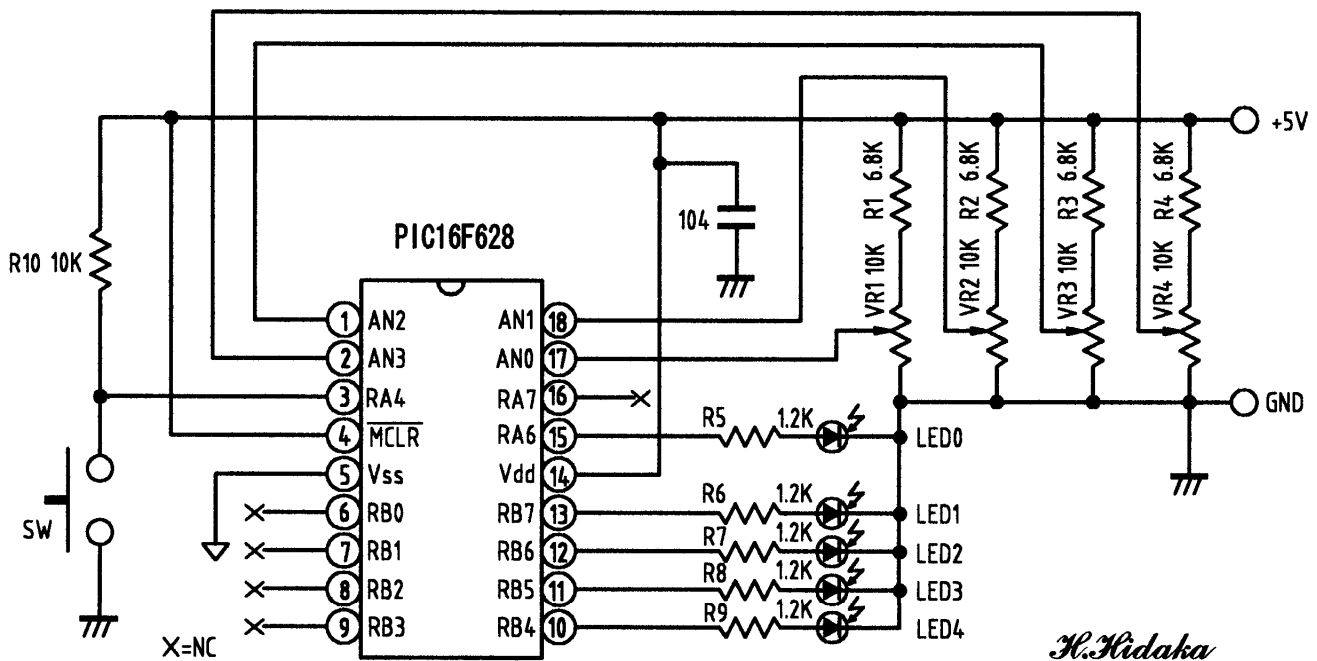 +5V
R1 6.8K
R2 6.8K
R3 6.8K
R4 6.8K
104
PIC16F628
R10 10K
VR1 10K
VR2 10K
VR3 10K
VR4 10K
1 AN2
AN1 18
2 AN3
AN0 17
3 RA4
RA7 16
GND
4 MCLR
RA6 15
R5 1.2K
LED0
5 Vss
Vdd 14
6 RB0
RB7 13
R6 1.2K
LED1
SW
7 RB1
RB6 12
R7 1.2K
LED2
8 RB2
RB5 11
R8 1.2K
LED3
9 RB3
RB4 10
R9 1.2K
LED4
X=NC
H.Hidaka